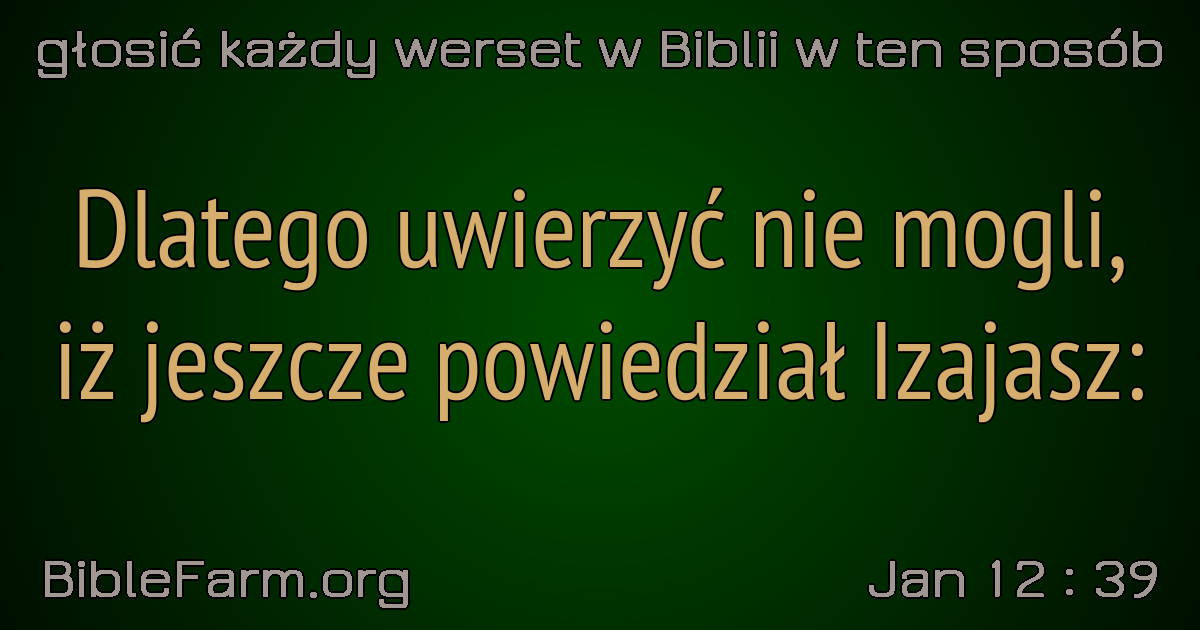 głosić każdy werset w Biblii w ten sposób
Dlatego uwierzyć nie mogli,
iż jeszcze powiedział Izajasz:
BibleFarm.org
Jan 12 : 39